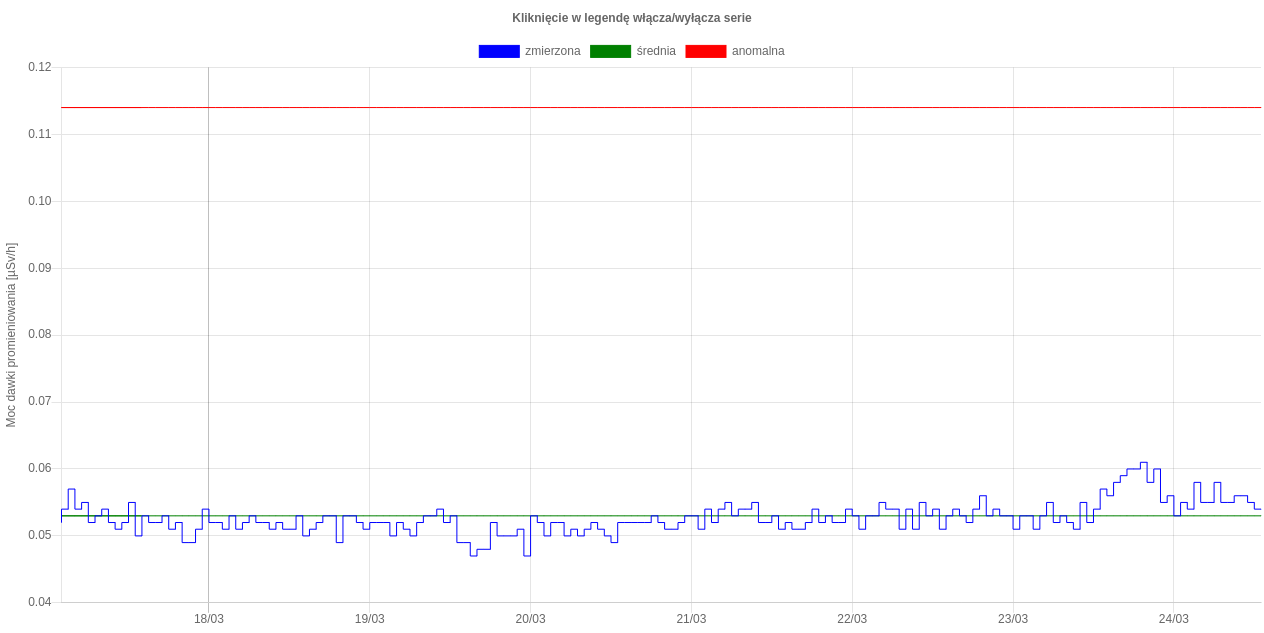 Kliknięcie w legendę włącza/wyłącza serie
zmierzona średnia anomalna
Moc dawki promieniowania [µSv/h]
0.12
0.11
0.10
0.09
0.08
0.07
0.06
0.05
0.04
18/03 19/03 20/03 21/03 22/03 23/03 24/03